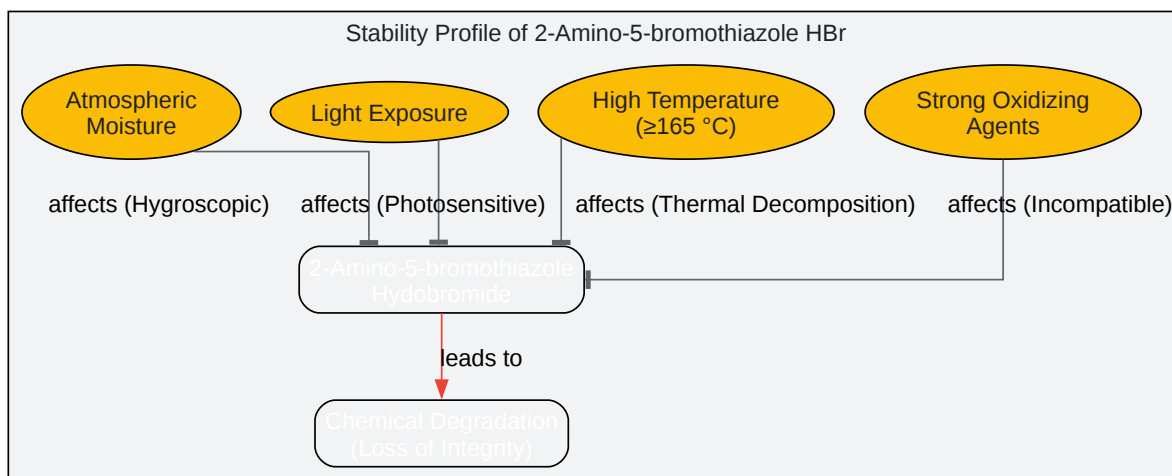 Stability Profile of 2-Amino-5-bromothiazole HBr
Atmospheric
Moisture
Light Exposure
High Temperature
(≥165 °C)
Strong Oxidizing
Agents
affects (Hygroscopic)
affects (Photosensitive)
affects (Thermal Decomposition)
affects (Incompatible)
2-Amino-5-bromothiazole
Hydobromide
leads to
Chemical Degradation
(Loss of Integrity)